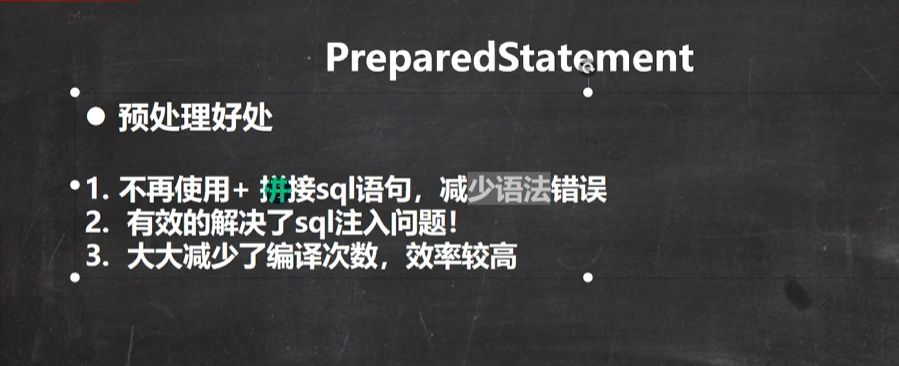 PreparedStatement
● 预处理好处
1. 不再使用+ 拼接sql语句，减少语法错误
2. 有效的解决了sql注入问题！
3. 大大减少了编译次数，效率较高